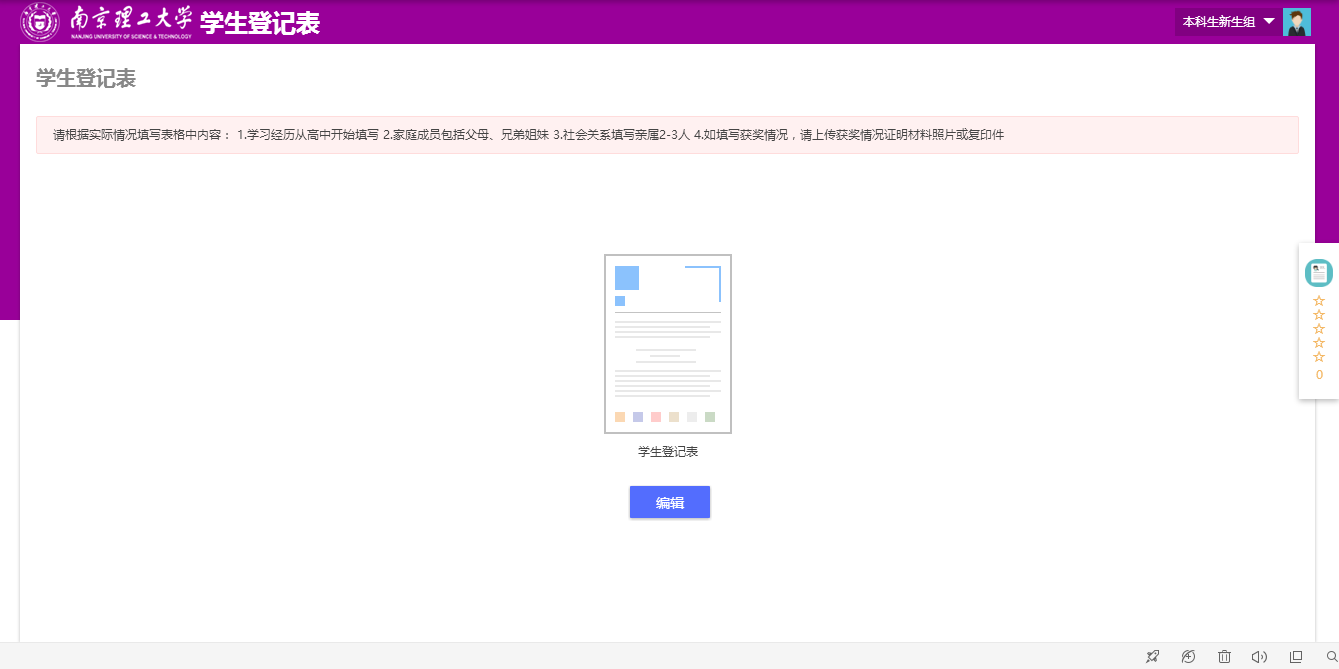 南京理工大学
NANJING UNIVERSITY OF SCIENCE & TECHNOLOGY
学生登记表
本科生新生组
学生登记表
请根据实际情况填写表格中内容： 1.学习经历从高中开始填写 2.家庭成员包括父母、兄弟姐妹 3.社会关系填写亲属2-3人 4.如填写获奖情况，请上传获奖情况证明材料照片或复印件
0
学生登记表
编辑